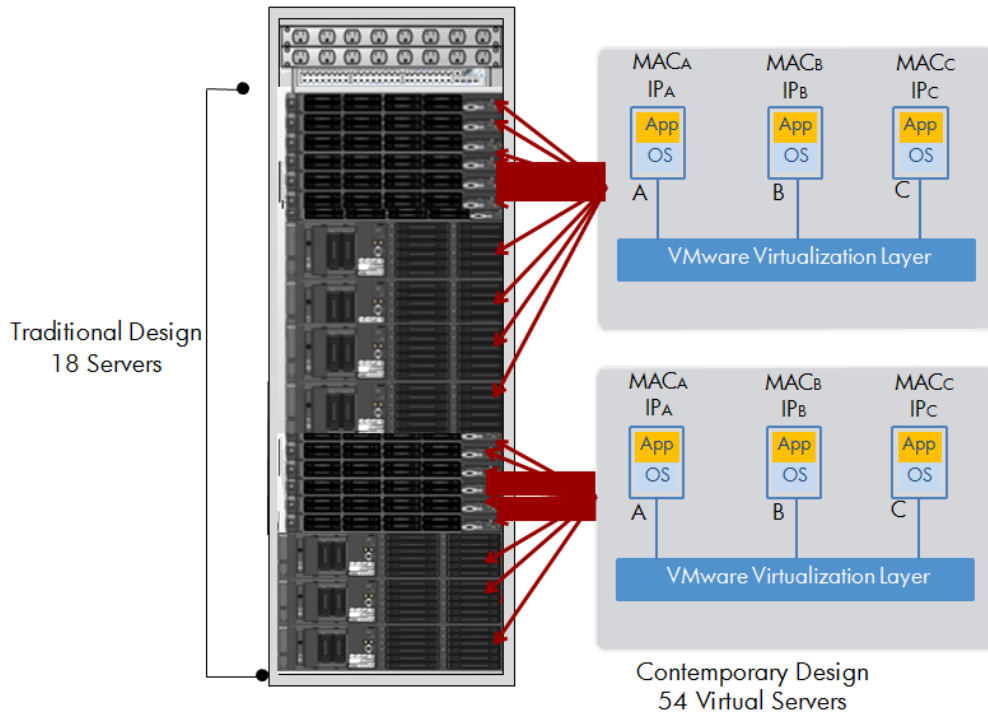 Traditional Design
18 Servers
MACA
MACB
MACC
IPA
IPB
IPC
App
App
App
OS
OS
OS
A
B
C
VMware Virtualization Layer
MACA
MACB
MACC
IPA
IPB
IPC
App
App
App
OS
OS
OS
A
B
C
VMware Virtualization Layer
Contemporary Design
54 Virtual Servers